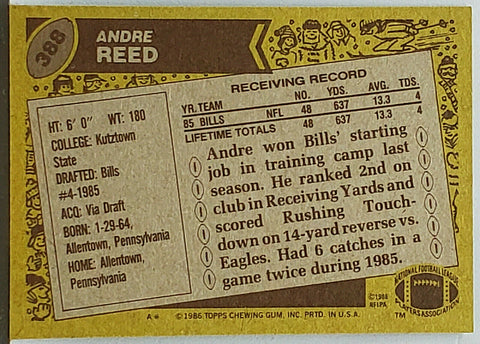 388
ANDRE
REED
HT: 6' 0" WT: 180
COLLEGE: Kutztown
State
DRAFTED: Bills
#4-1985
ACQ: Via Draft
BORN: 1-29-64,
Allentown, Pennsylvania
HOME: Allentown,
Pennsylvania
RECEIVING RECORD
YR. TEAM NO. YDS. AVG. TDS.
85 BILLS NFL 48 637 13.3 4
LIFETIME TOTALS 48 637 13.3 4
Andre won Bills' starting
job in training camp last
season. He ranked 2nd on
club in Receiving Yards and
scored Rushing Touch-
down on 14-yard reverse vs.
Eagles. Had 6 catches in a
game twice during 1985.
A*
©1986 TOPPS CHEWING GUM, INC. PRTD. IN U.S.A.
©1986
NFLPA
NATIONAL FOOTBALL LEAGUE
PLAYERS ASSOCIATION
TM